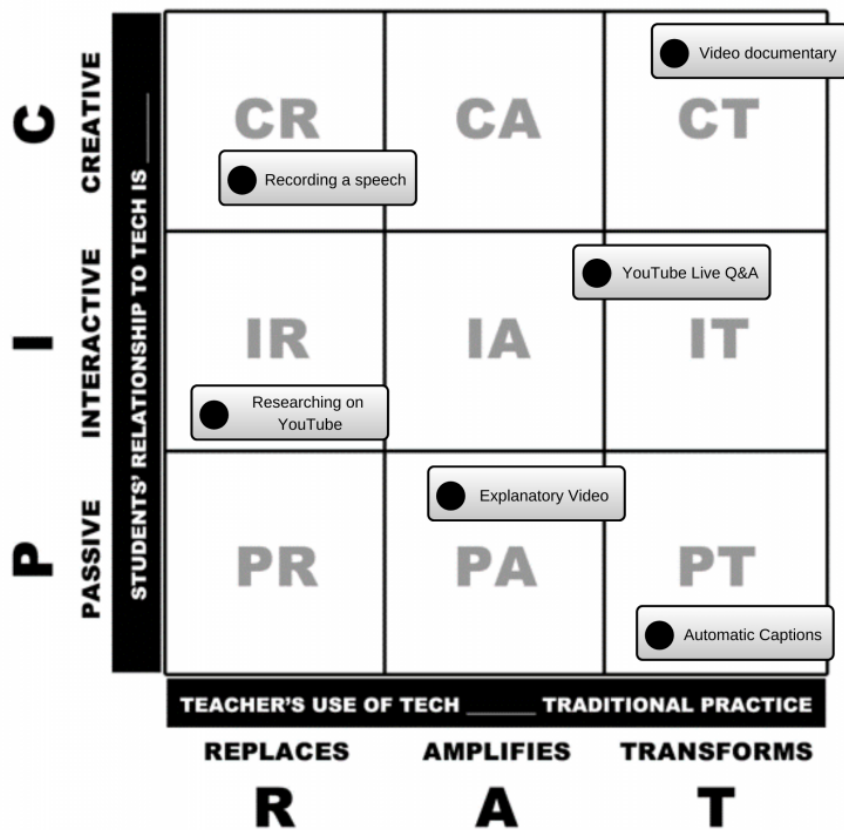 C
CREATIVE
I
INTERACTIVE
P
PASSIVE
STUDENTS' RELATIONSHIP TO TECH IS _____
Video documentary
CR
CA
CT
Recording a speech
YouTube Live Q&A
IR
IA
IT
Researching on
YouTube
Explanatory Video
PR
PA
PT
Automatic Captions
TEACHER'S USE OF TECH _____ TRADITIONAL PRACTICE
REPLACES
AMPLIFIES
TRANSFORMS
R
A
T